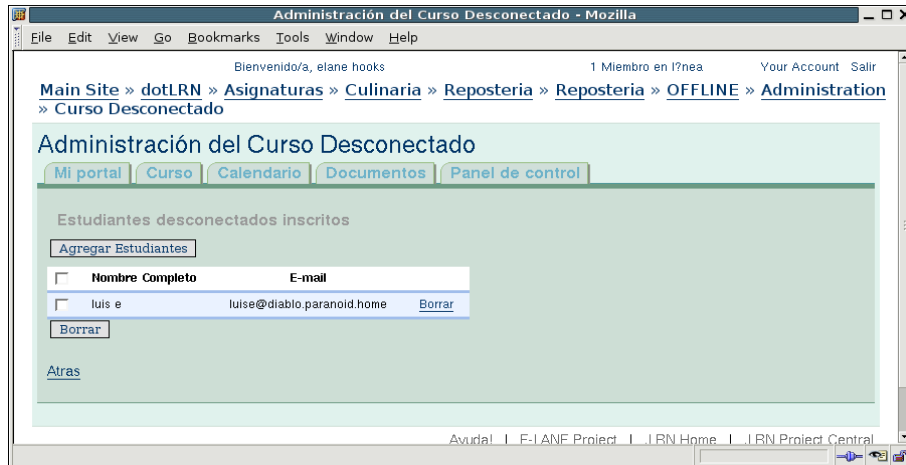 Administración del Curso Desconectado - Mozilla
File Edit View Go Bookmarks Tools Window Help
Bienvenido/a, elane hooks 1 Miembro en l?nea Your Account Salir
Main Site » dotLRN » Asignaturas » Culinaria » Reposteria » Reposteria » OFFLINE » Administration
» Curso Desconectado
Administración del Curso Desconectado
Mi portal Curso Calendario Documentos Panel de control
Estudiantes desconectados inscritos
Agregar Estudiantes
Nombre Completo E-mail
luis e luise@diablo.paranoid.home Borrar
Borrar
Atras
Ayuda! | E-LANE Project | .LRN Home | .LRN Project Central